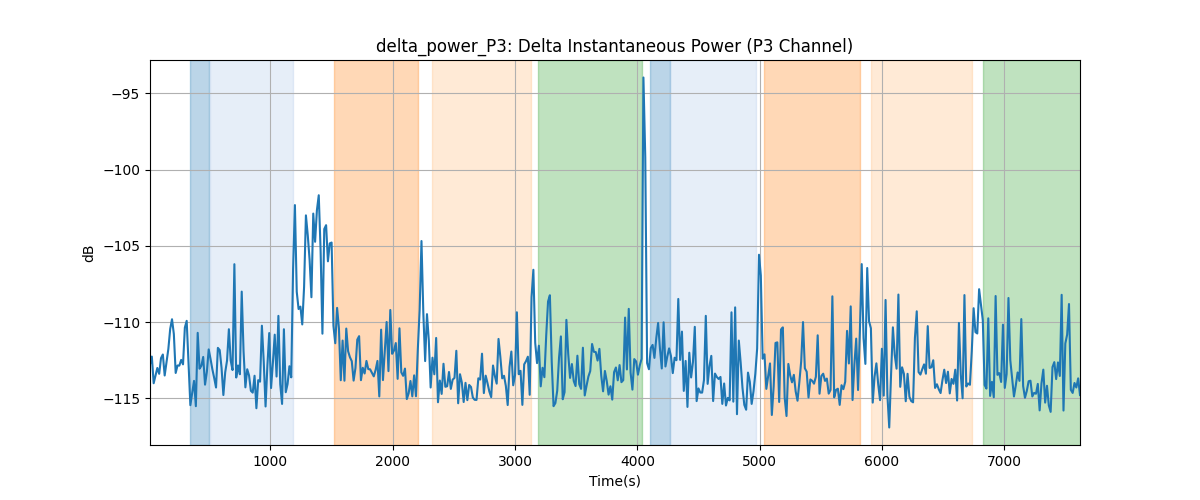 delta_power_P3: Delta Instantaneous Power (P3 Channel)
dB
−95
−100
−105
−110
−115
1000 2000 3000 4000 5000 6000 7000
Time(s)